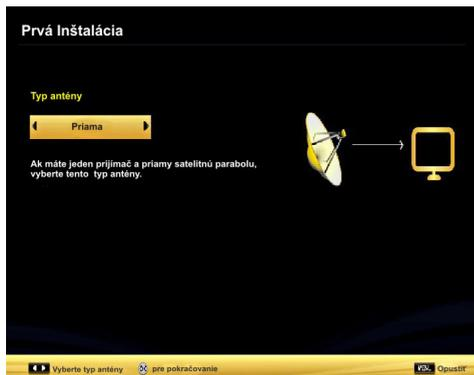 Prvá Inštalácia
Typ antény
Priama
Ak máte jeden prijímač a priamy satelitnú parabolu,
vyberte tento typ antény.
Vyberte typ antény pre pokračovanie Opustiť